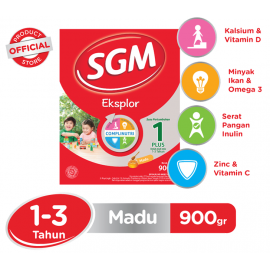 PRODUCT
OFFICIAL
STORE
SGM
Eksplor
COMPLINUTRI
1
PLUS
900
Kalsium &
Vitamin D
Minyak
Ikan &
Omega 3
Serat
Pangan
Inulin
Zinc &
Vitamin C
1-3
Tahun
Madu
900gr